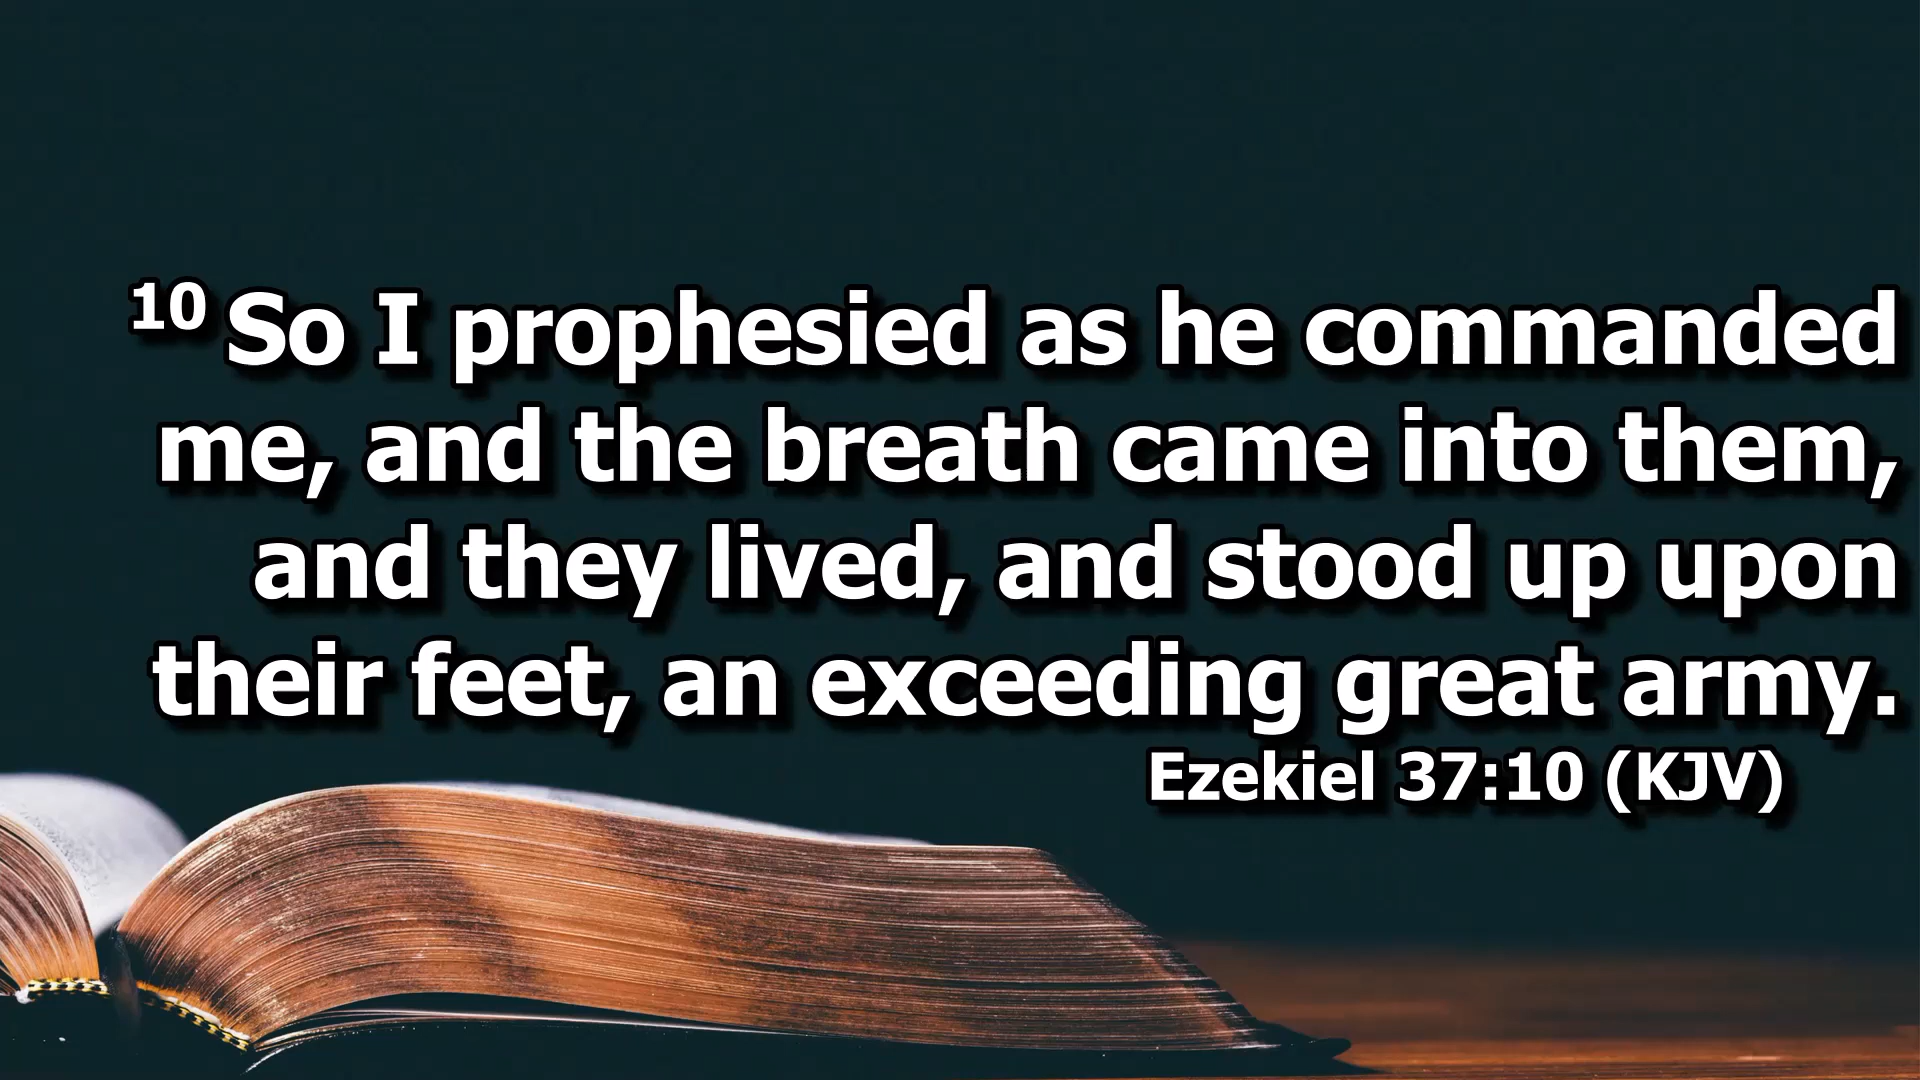 10 So I prophesied as he commanded
me, and the breath came into them,
and they lived, and stood up upon
their feet, an exceeding great army.
Ezekiel 37:10 (KJV)